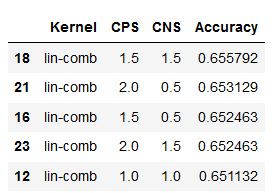 Kernel CPS CNS Accuracy
18 lin-comb 1.5 1.5 0.655792
21 lin-comb 2.0 0.5 0.653129
16 lin-comb 1.5 0.5 0.652463
23 lin-comb 2.0 1.5 0.652463
12 lin-comb 1.0 1.0 0.651132